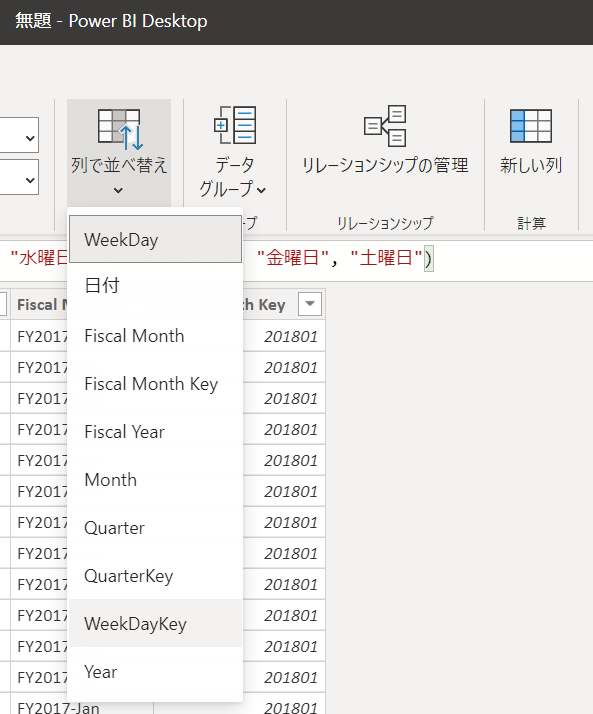 無題 - Power BI Desktop
列で並べ替え
データ
グループ
リレーションシップの管理
新しい列
リレーションシップ
計算
"水曜日
"金曜日", "土曜日")
WeekDay
日付
Fiscal Month
Fiscal Month Key
Fiscal Year
Month
Quarter
QuarterKey
WeekDayKey
Year
Fiscal M
h Key
FY2017 201801
FY2017 201801
FY2017 201801
FY2017 201801
FY2017 201801
FY2017 201801
FY2017 201801
FY2017 201801
FY2017 201801
FY2017 201801
FY2017 201801
FY2017 201801
FY2017-Jan 201801